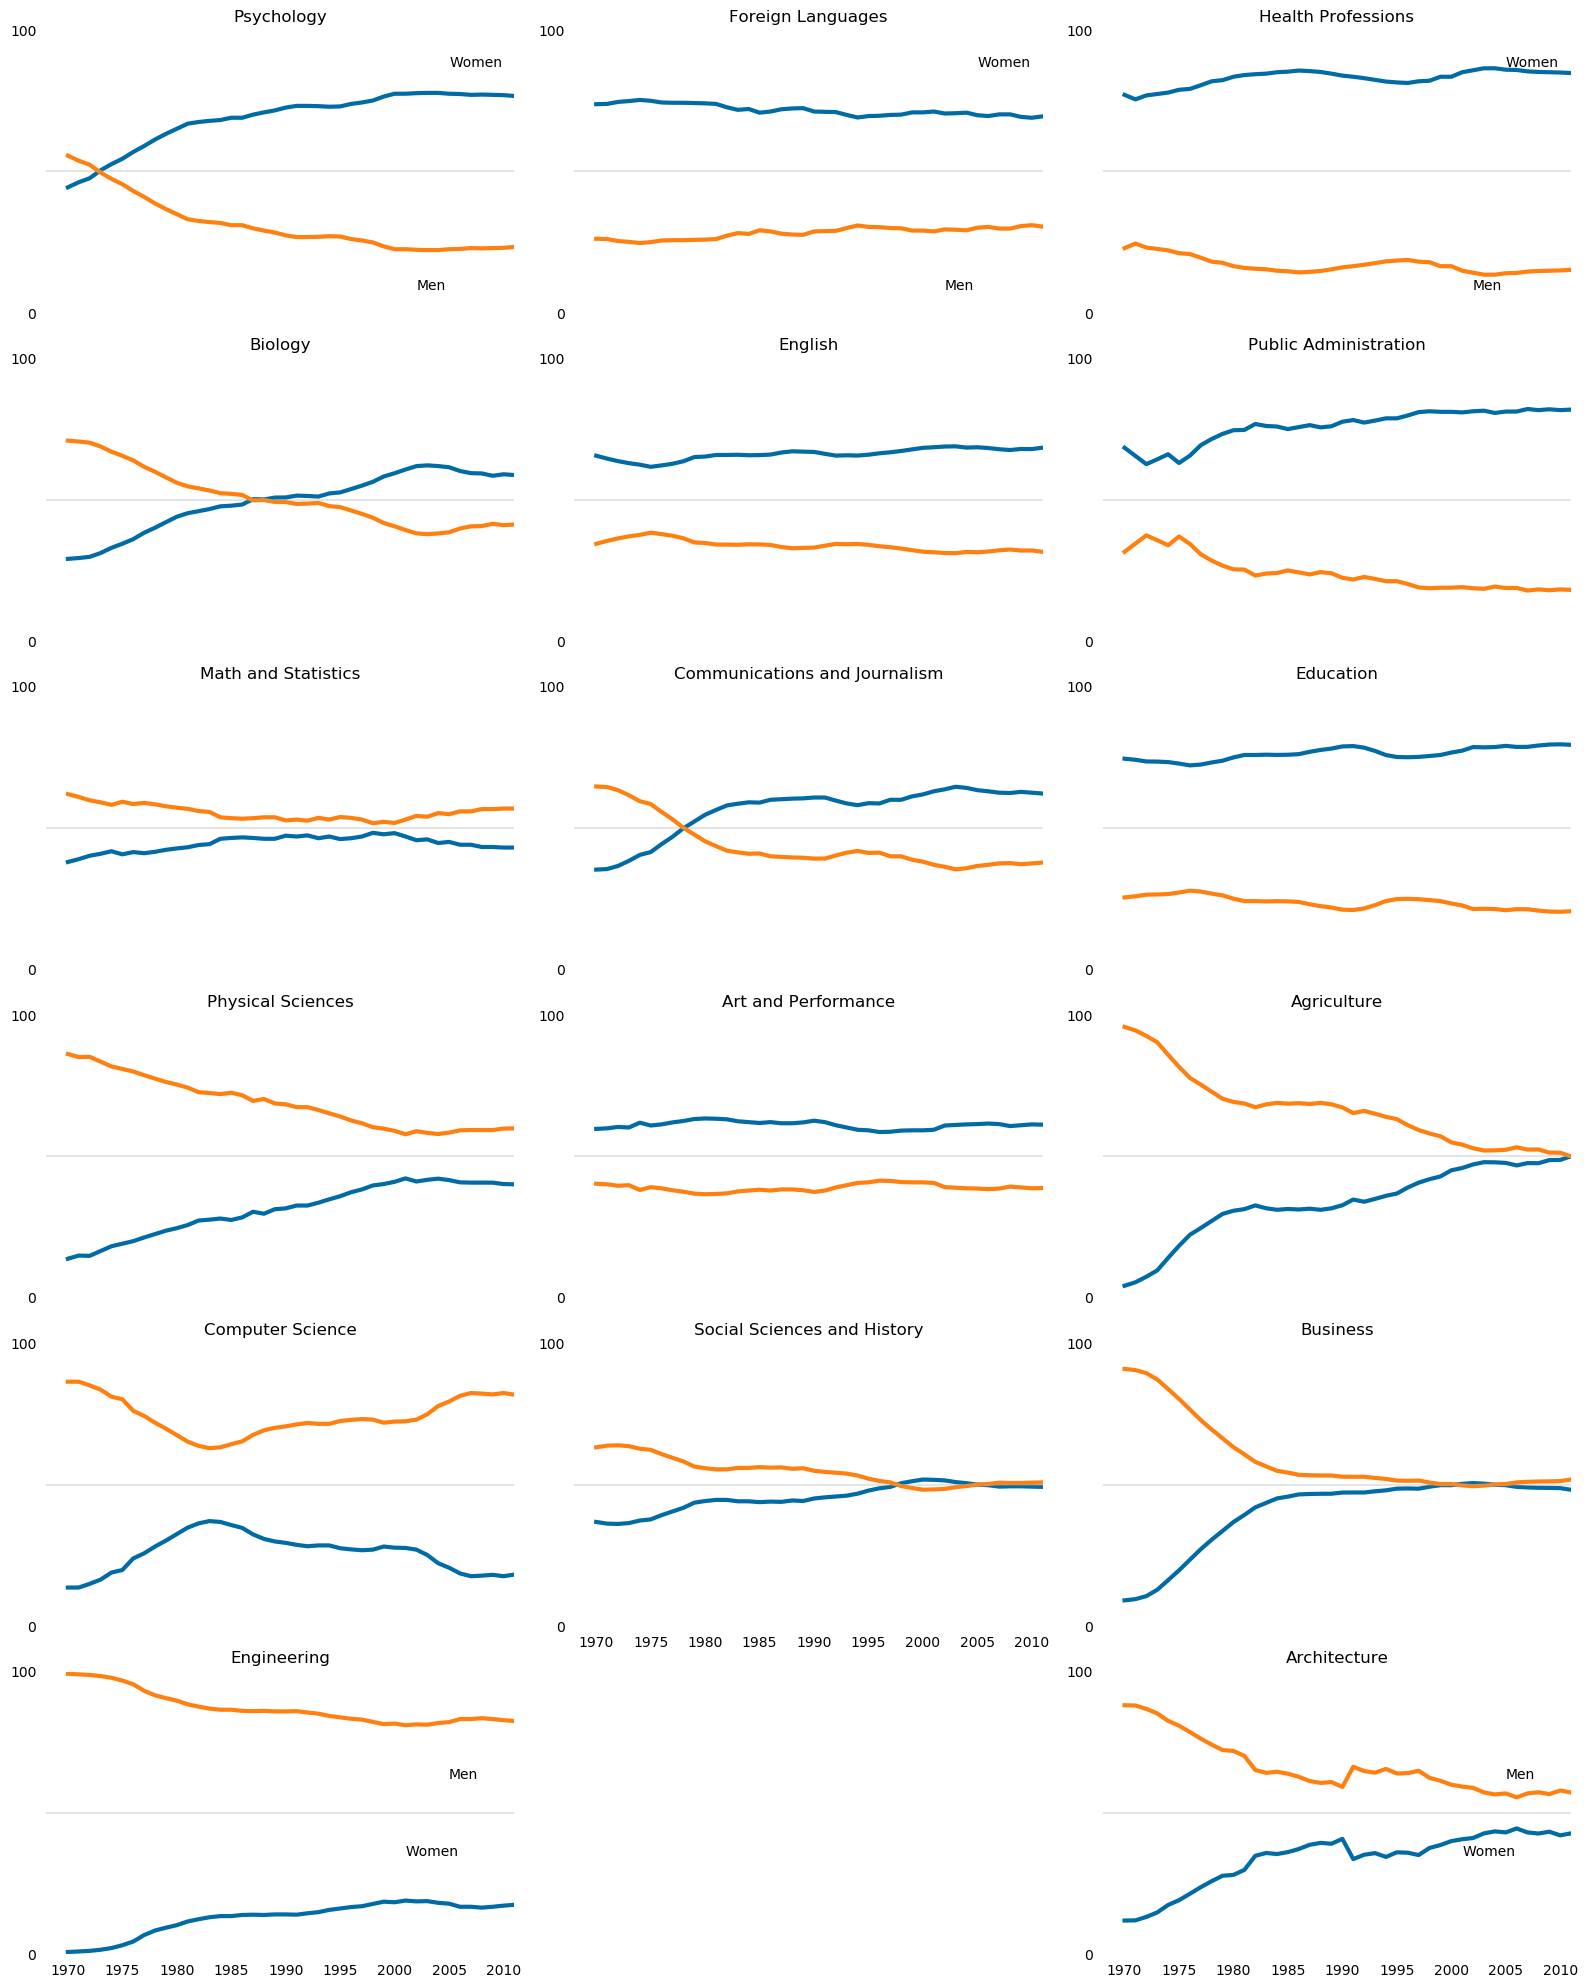 Psychology
Foreign Languages
Health Professions
100
100
100
Women
Women
Women
Men
Men
Men
0
0
0
Biology
English
Public Administration
100
100
100
0
0
0
Math and Statistics
Communications and Journalism
Education
100
100
100
0
0
0
Physical Sciences
Art and Performance
Agriculture
100
100
100
0
0
0
Computer Science
Social Sciences and History
Business
100
100
100
0
0
0
1970 1975 1980 1985 1990 1995 2000 2005 2010
Engineering
Architecture
100
100
Men
Men
Women
Women
0
0
1970 1975 1980 1985 1990 1995 2000 2005 2010
1970 1975 1980 1985 1990 1995 2000 2005 2010